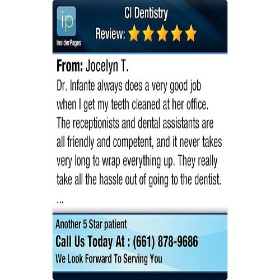 ip
InsiderPages
CI Dentistry
Review:
From: Jocelyn T.
Dr. Infante always does a very good job
when I get my teeth cleaned at her office.
The receptionists and dental assistants are
all friendly and competent, and it never takes
very long to wrap everything up. They really
take all the hassle out of going to the dentist.
...
Another 5 Star patient
Call Us Today At : (661) 878-9686
We Look Forward To Serving You